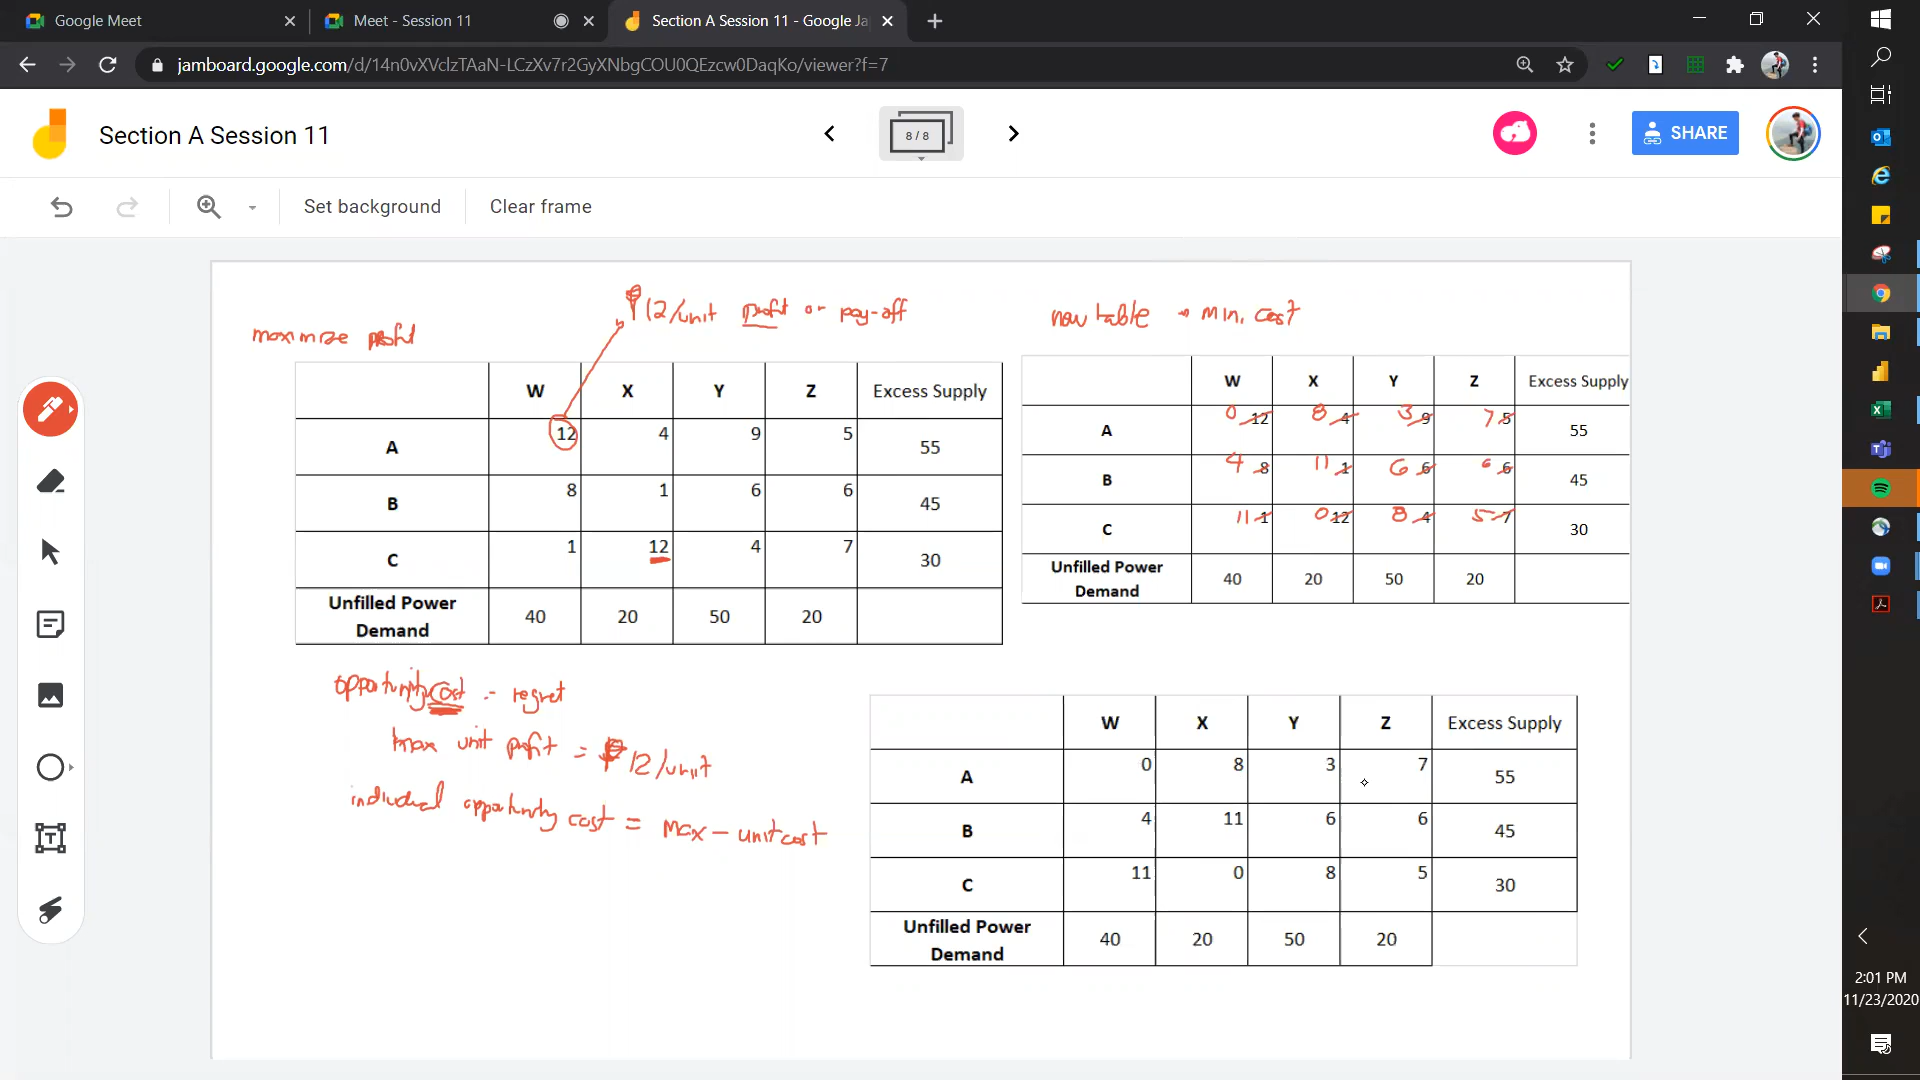 Google Meet
Meet - Session 11
Section A Session 11 - Google Ja
jamboard.google.com/d/14n0vXVclzTAaN-LCzXv7r2GyXNbgCOU0QEzcw0DaqKo/viewer?f=7
Section A Session 11
8 / 8
SHARE
Set background
Clear frame
₱12/unit profit or pay-off
maximize profit
W X Y Z Excess Supply
A 12 4 9 5 55
B 8 1 6 6 45
C 1 12 4 7 30
Unfilled Power
Demand
40 20 50 20
new table → min. cost
W X Y Z Excess Supply
A 0 12 8 4 3 9 7 5 55
B 4 8 11 1 6 6 6 6 45
C 11 1 0 12 8 4 5 7 30
Unfilled Power
Demand
40 20 50 20
opportunity cost - regret
max unit profit = ₱12/unit
individual opportunity cost = max - unit cost
W X Y Z Excess Supply
A 0 8 3 7 55
B 4 11 6 6 45
C 11 0 8 5 30
Unfilled Power
Demand
40 20 50 20
2:01 PM
11/23/2020